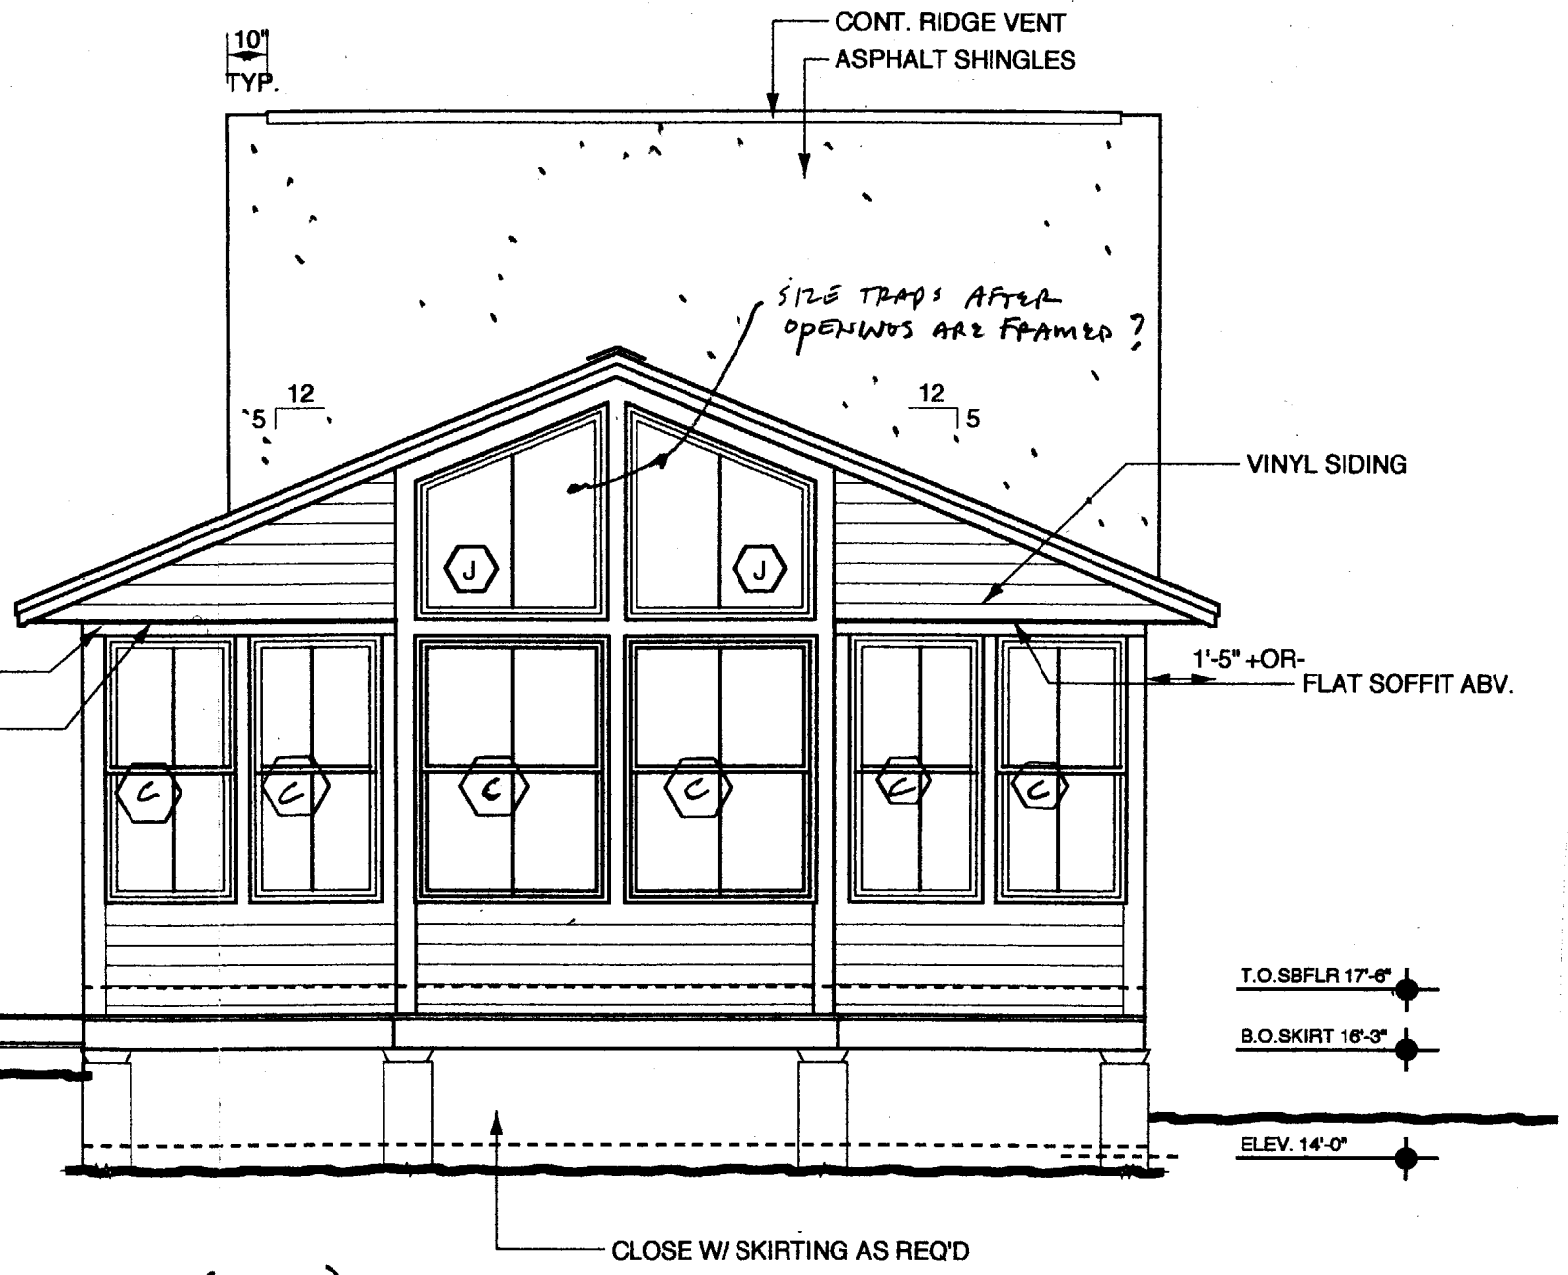 10"
TYP.
CONT. RIDGE VENT
ASPHALT SHINGLES
SIZE TRAPS AFTER
OPENINGS ARE FRAMED ?
12
5
12
5
VINYL SIDING
J
J
1'-5" +OR-
FLAT SOFFIT ABV.
C
C
C
C
C
C
T.O.SBFLR 17'-6"
B.O.SKIRT 16'-3"
ELEV. 14'-0"
CLOSE W/ SKIRTING AS REQ'D